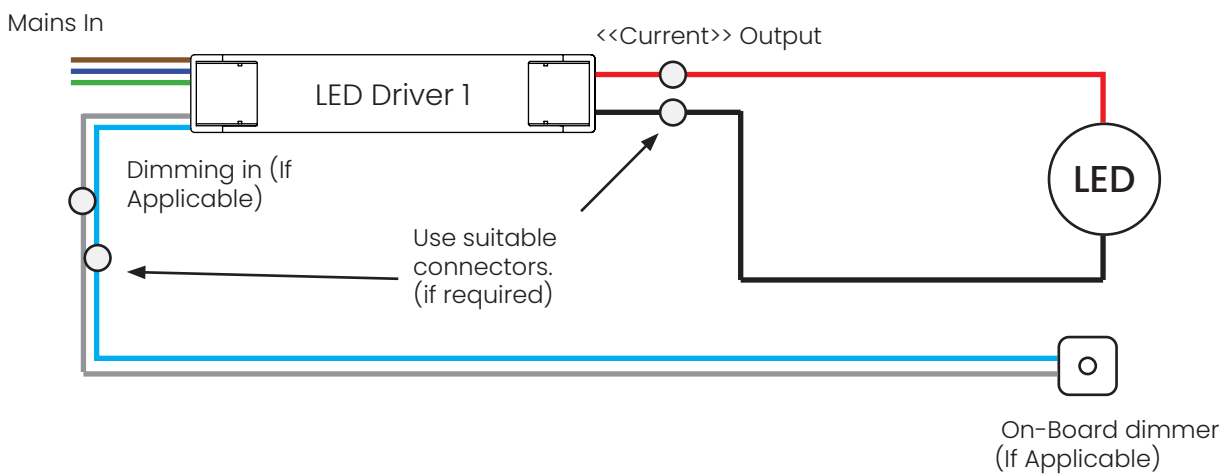 Mains In
<<Current>> Output
LED Driver 1
Dimming in (If
Applicable)
LED
Use suitable
connectors.
(if required)
On-Board dimmer
(If Applicable)